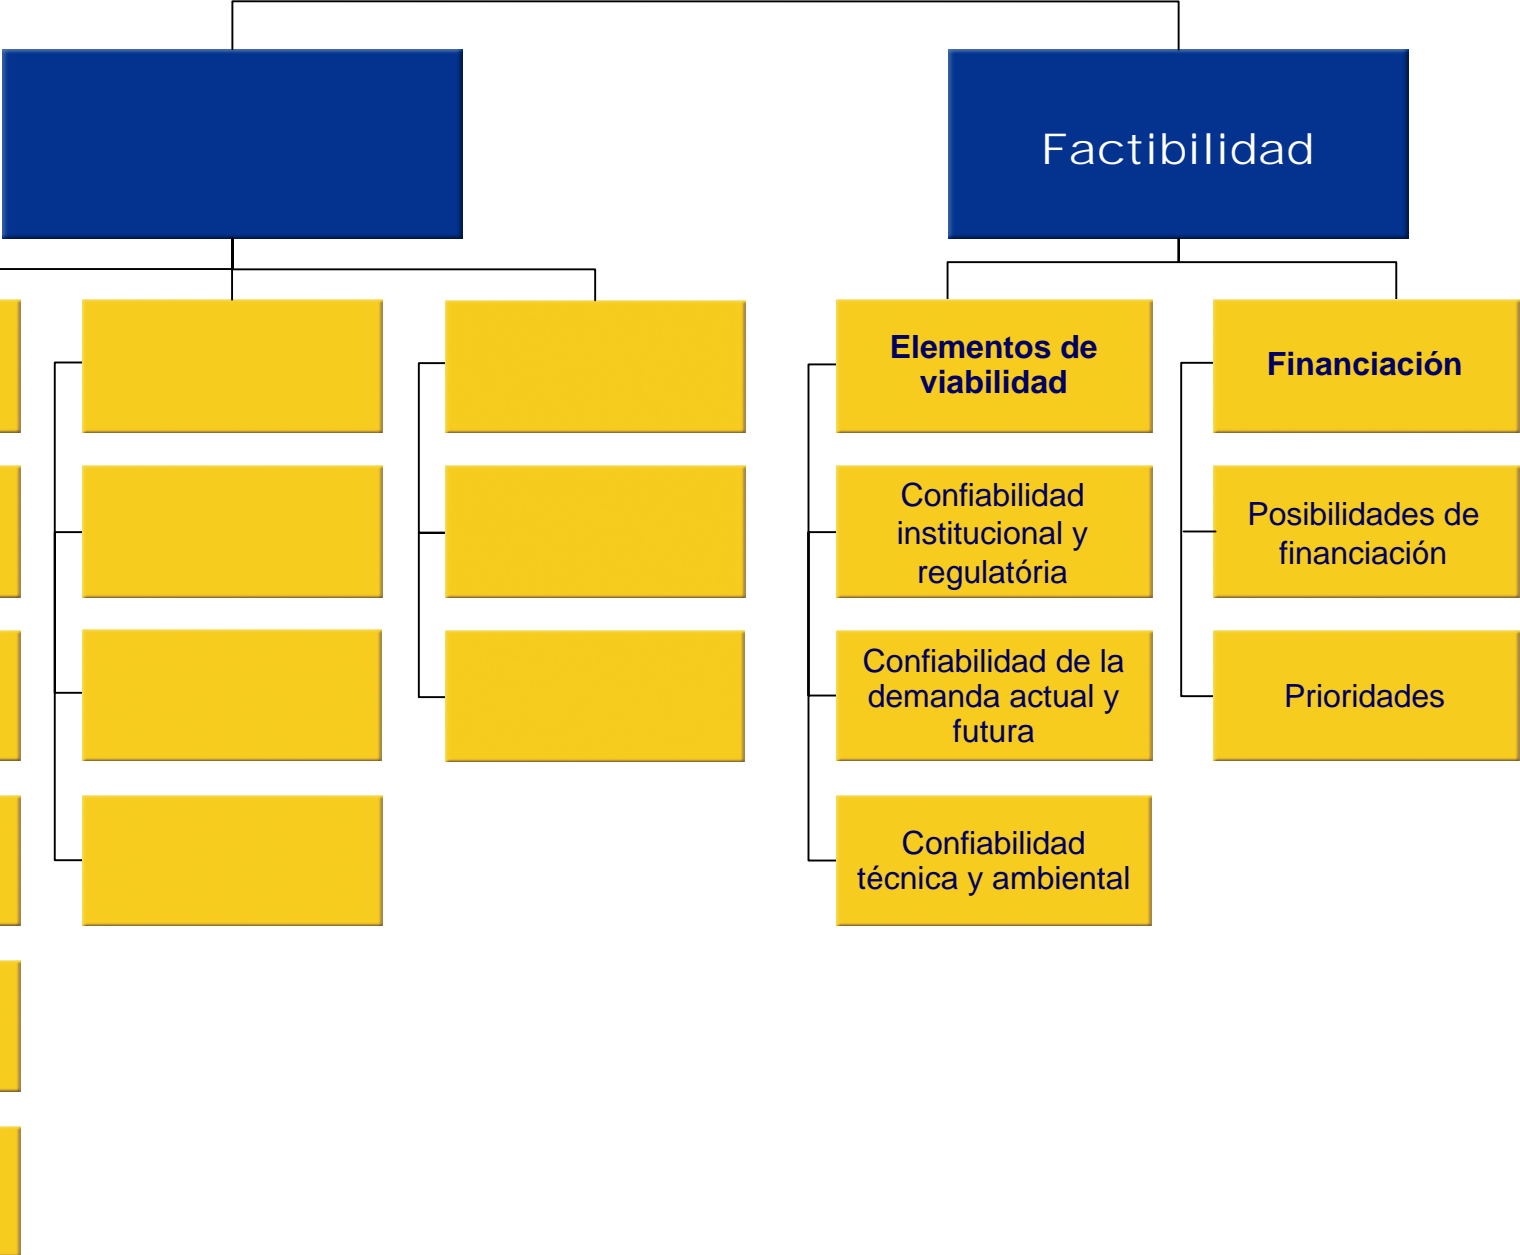 Factibilidad
Elementos de
viabilidad
Confiabilidad
institucional y
regulatória
Confiabilidad de la
demanda actual y
futura
Confiabilidad
técnica y ambiental
Financiación
Posibilidades de
financiación
Prioridades